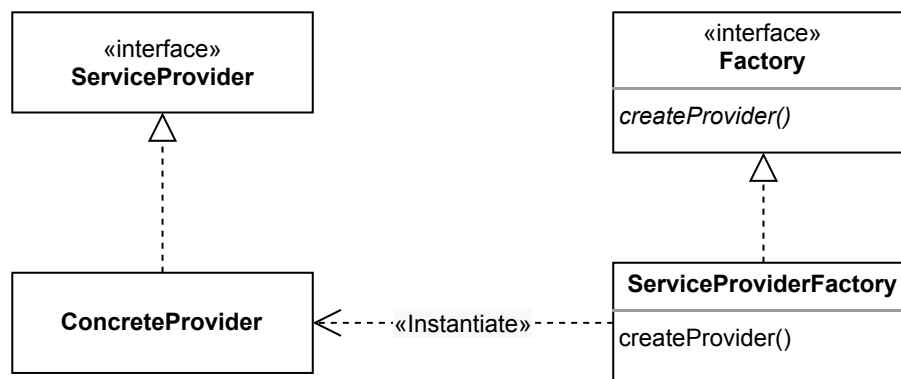 «interface»
ServiceProvider
«interface»
Factory
createProvider()
ConcreteProvider
«Instantiate»
ServiceProviderFactory
createProvider()